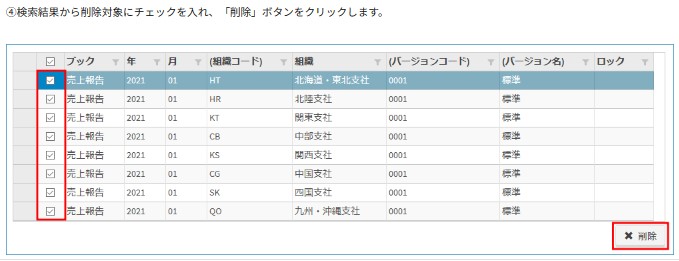 ④検索結果から削除対象にチェックを入れ、「削除」ボタンをクリックします。
ブック 年 月 (組織コード) 組織 (バージョンコード) (バージョン名) ロック
売上報告 2021 01 HT 北海道・東北支社 0001 標準
売上報告 2021 01 HR 北陸支社 0001 標準
売上報告 2021 01 KT 関東支社 0001 標準
売上報告 2021 01 CB 中部支社 0001 標準
売上報告 2021 01 KS 関西支社 0001 標準
売上報告 2021 01 CG 中国支社 0001 標準
売上報告 2021 01 SK 四国支社 0001 標準
売上報告 2021 01 QO 九州・沖縄支社 0001 標準
削除